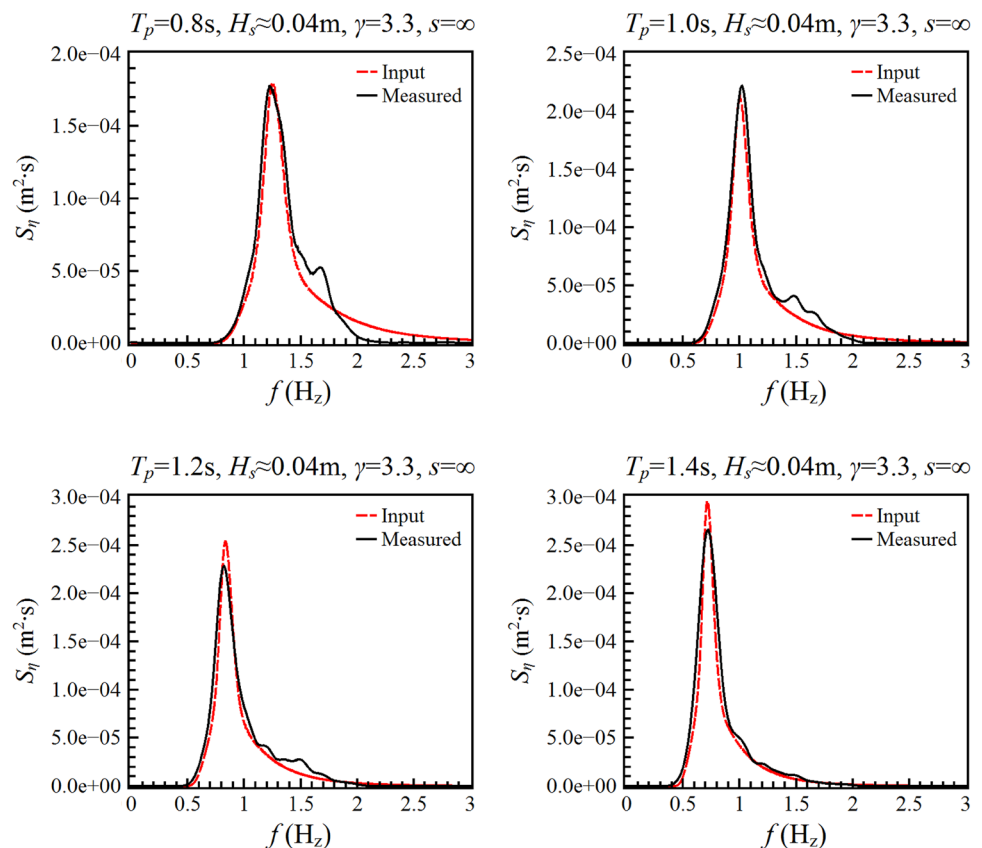 Tp=0.8s, Hs≈0.04m, γ=3.3, s=∞
2.0e−04
1.5e−04
1.0e−04
5.0e−05
0.0e+00
Sη (m²·s)
Input
Measured
0 0.5 1 1.5 2 2.5 3
f (Hz)
Tp=1.0s, Hs≈0.04m, γ=3.3, s=∞
2.5e−04
2.0e−04
1.5e−04
1.0e−04
5.0e−05
0.0e+00
Sη (m²·s)
Input
Measured
0 0.5 1 1.5 2 2.5 3
f (Hz)
Tp=1.2s, Hs≈0.04m, γ=3.3, s=∞
3.0e−04
2.5e−04
2.0e−04
1.5e−04
1.0e−04
5.0e−05
0.0e+00
Sη (m²·s)
Input
Measured
0 0.5 1 1.5 2 2.5 3
f (Hz)
Tp=1.4s, Hs≈0.04m, γ=3.3, s=∞
3.0e−04
2.5e−04
2.0e−04
1.5e−04
1.0e−04
5.0e−05
0.0e+00
Sη (m²·s)
Input
Measured
0 0.5 1 1.5 2 2.5 3
f (Hz)